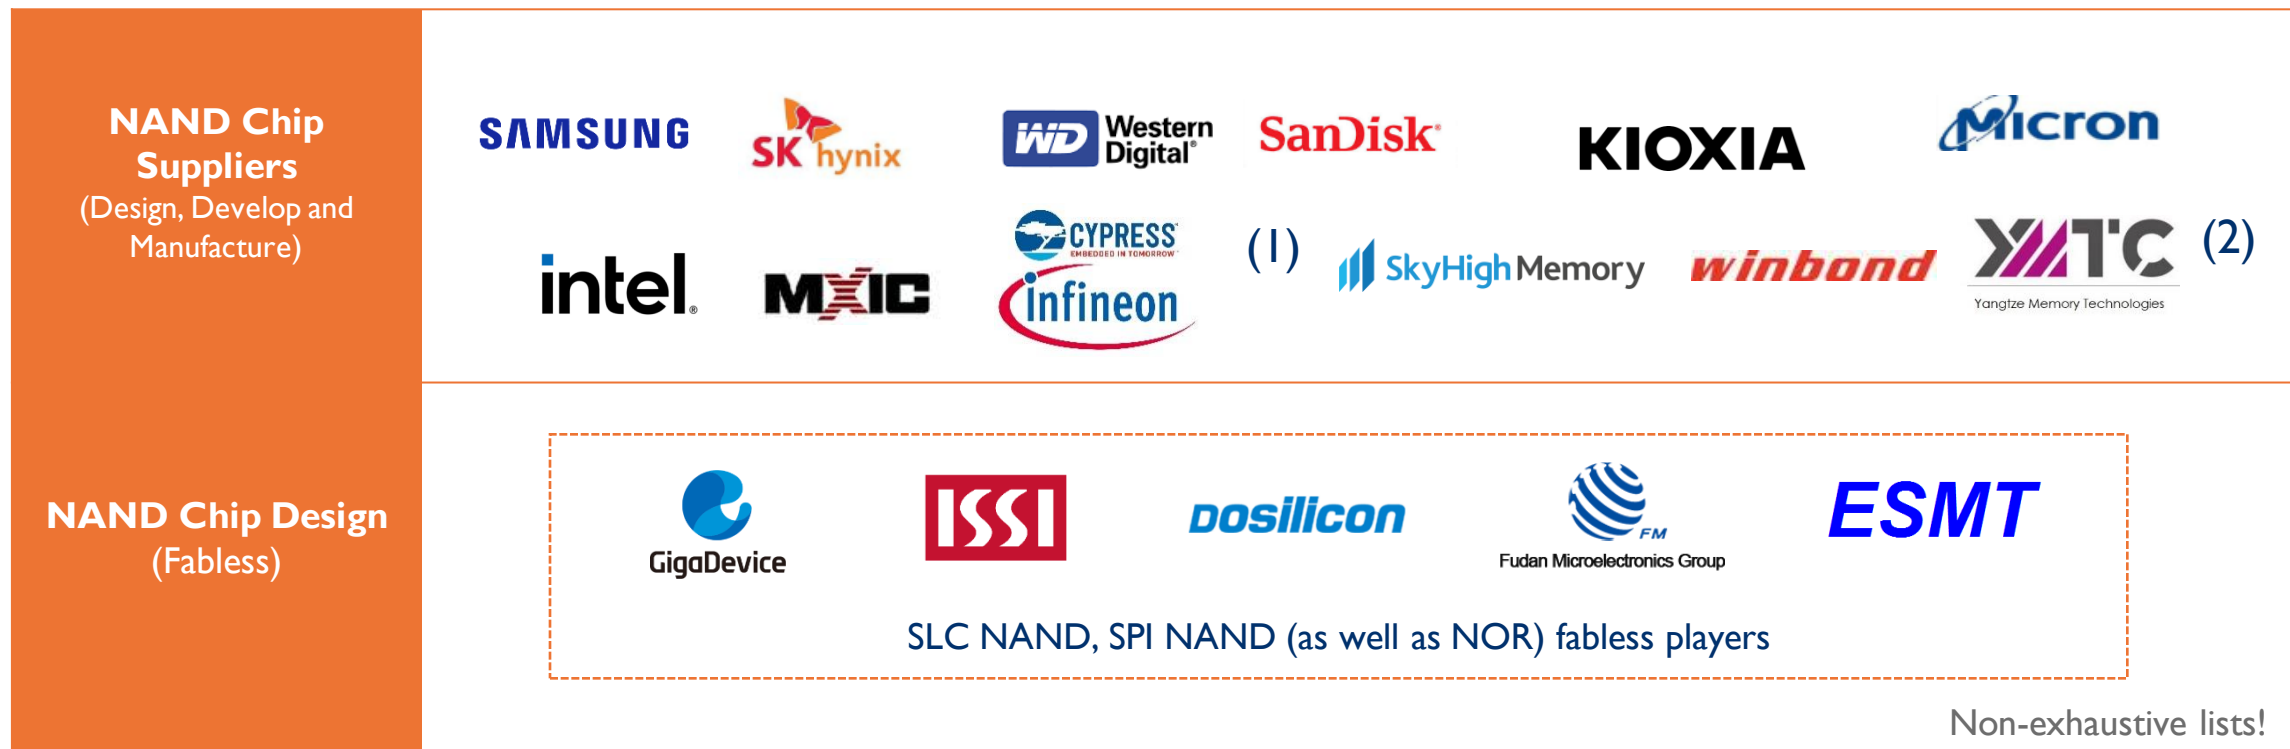 NAND Chip
Suppliers
(Design, Develop and
Manufacture)
SAMSUNG
SK hynix
WD Western
Digital®
SanDisk®
KIOXIA
Micron
intel®
MXIC
CYPRESS
EMBEDDED IN TOMORROW
infineon
(1)
SkyHigh Memory
winbond
YMTC
Yangtze Memory Technologies
(2)
NAND Chip Design
(Fabless)
GigaDevice
ISSI
Dosilicon
FM
Fudan Microelectronics Group
ESMT
SLC NAND, SPI NAND (as well as NOR) fabless players
Non-exhaustive lists!